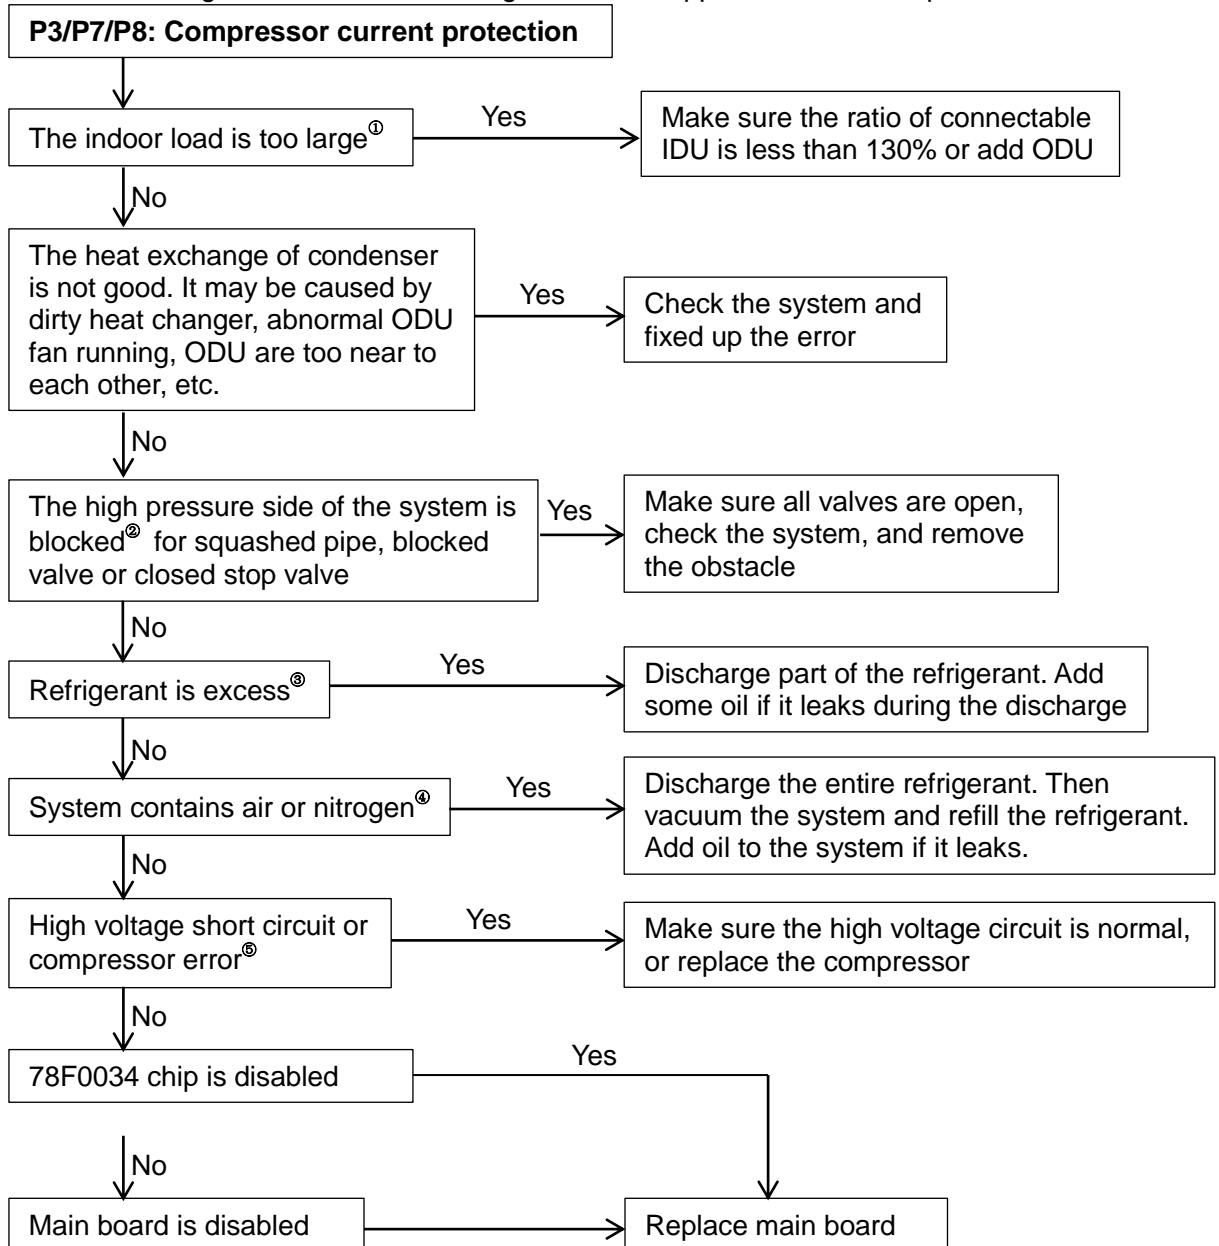 P3/P7/P8: Compressor current protection
The indoor load is too large①
Yes
Make sure the ratio of connectable
IDU is less than 130% or add ODU
No
The heat exchange of condenser
is not good. It may be caused by
dirty heat changer, abnormal ODU
fan running, ODU are too near to
each other, etc.
Yes
Check the system and
fixed up the error
No
The high pressure side of the system is
blocked② for squashed pipe, blocked
valve or closed stop valve
Yes
Make sure all valves are open,
check the system, and remove
the obstacle
No
Refrigerant is excess③
Yes
Discharge part of the refrigerant. Add
some oil if it leaks during the discharge
No
System contains air or nitrogen④
Yes
Discharge the entire refrigerant. Then
vacuum the system and refill the refrigerant.
Add oil to the system if it leaks.
No
High voltage short circuit or
compressor error⑤
Yes
Make sure the high voltage circuit is normal,
or replace the compressor
No
78F0034 chip is disabled
Yes
No
Main board is disabled
Replace main board